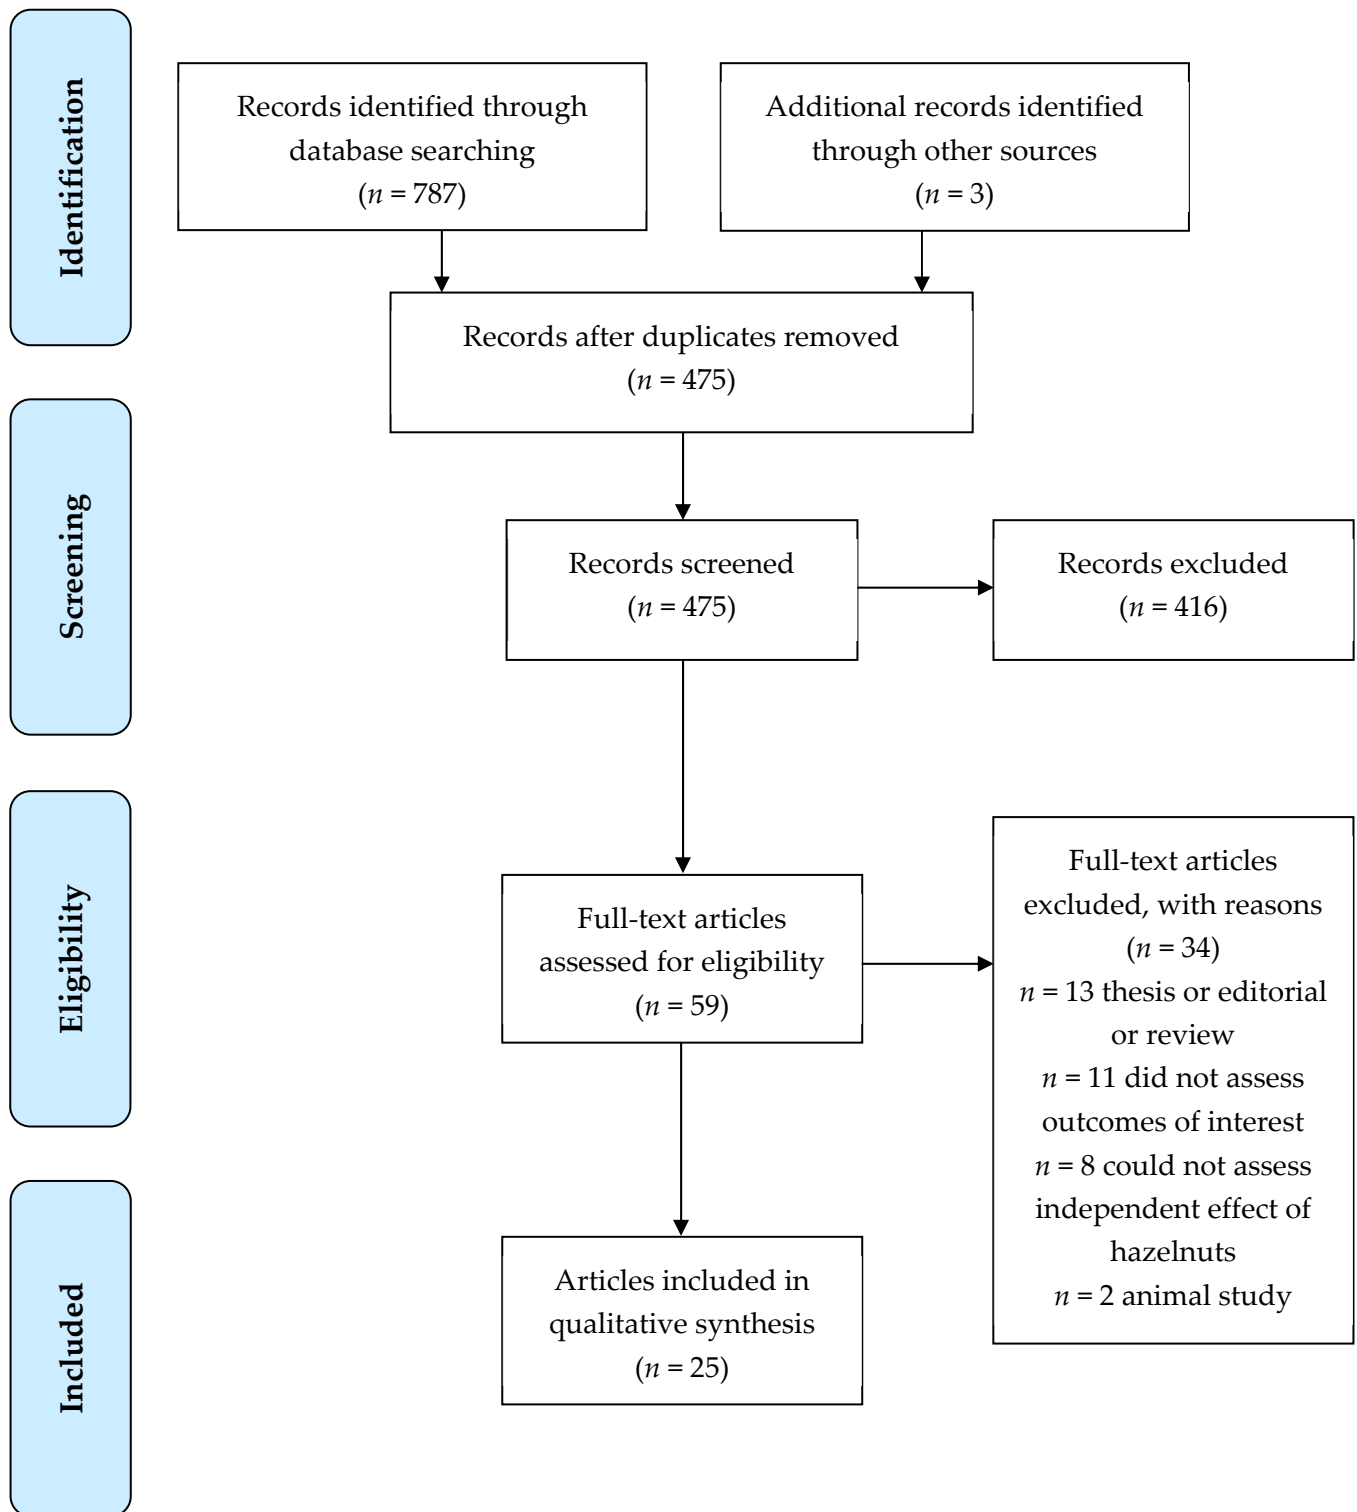 Identification
Records identified through
database searching
(n = 787)
Additional records identified
through other sources
(n = 3)
Records after duplicates removed
(n = 475)
Screening
Records screened
(n = 475)
Records excluded
(n = 416)
Eligibility
Full-text articles
assessed for eligibility
(n = 59)
Full-text articles
excluded, with reasons
(n = 34)
n = 13 thesis or editorial
or review
n = 11 did not assess
outcomes of interest
n = 8 could not assess
independent effect of
hazelnuts
n = 2 animal study
Included
Articles included in
qualitative synthesis
(n = 25)